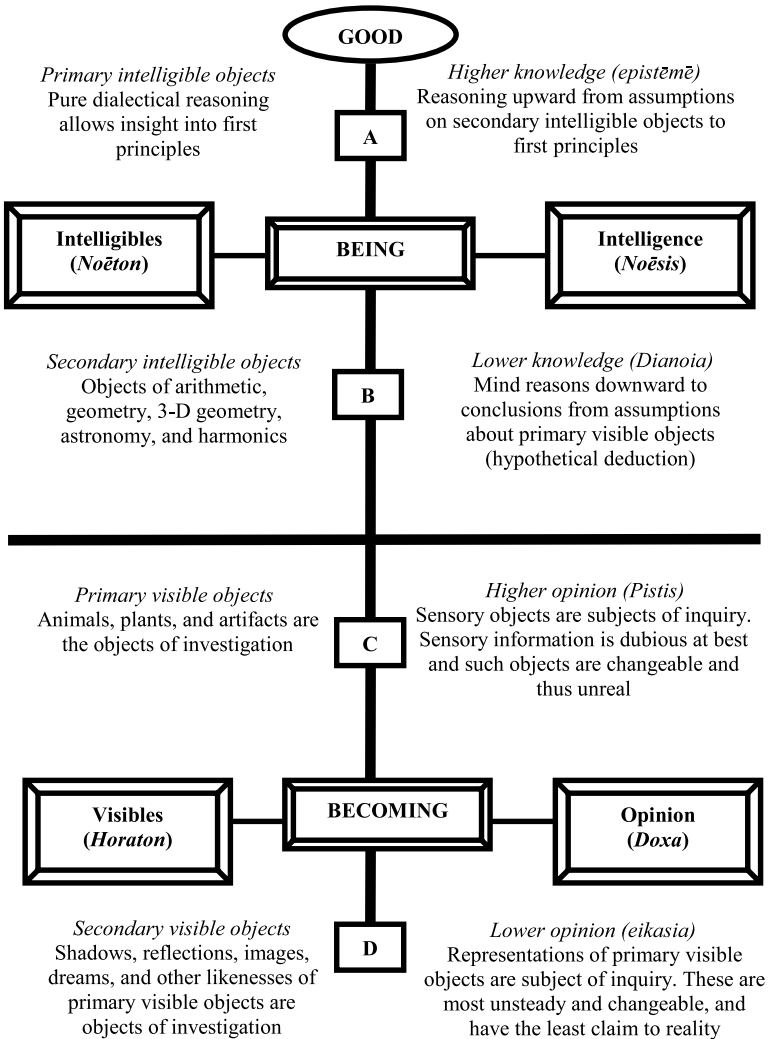 GOOD
Primary intelligible objects
Pure dialectical reasoning
allows insight into first
principles
Higher knowledge (epistēmē)
Reasoning upward from assumptions
on secondary intelligible objects to
first principles
A
Intelligibles
(Noēton)
BEING
Intelligence
(Noēsis)
Secondary intelligible objects
Objects of arithmetic,
geometry, 3-D geometry,
astronomy, and harmonics
B
Lower knowledge (Dianoia)
Mind reasons downward to
conclusions from assumptions
about primary visible objects
(hypothetical deduction)
Primary visible objects
Animals, plants, and artifacts are
the objects of investigation
C
Higher opinion (Pistis)
Sensory objects are subjects of inquiry.
Sensory information is dubious at best
and such objects are changeable and
thus unreal
Visibles
(Horaton)
BECOMING
Opinion
(Doxa)
Secondary visible objects
Shadows, reflections, images,
dreams, and other likenesses of
primary visible objects are
objects of investigation
D
Lower opinion (eikasia)
Representations of primary visible
objects are subject of inquiry. These are
most unsteady and changeable, and
have the least claim to reality